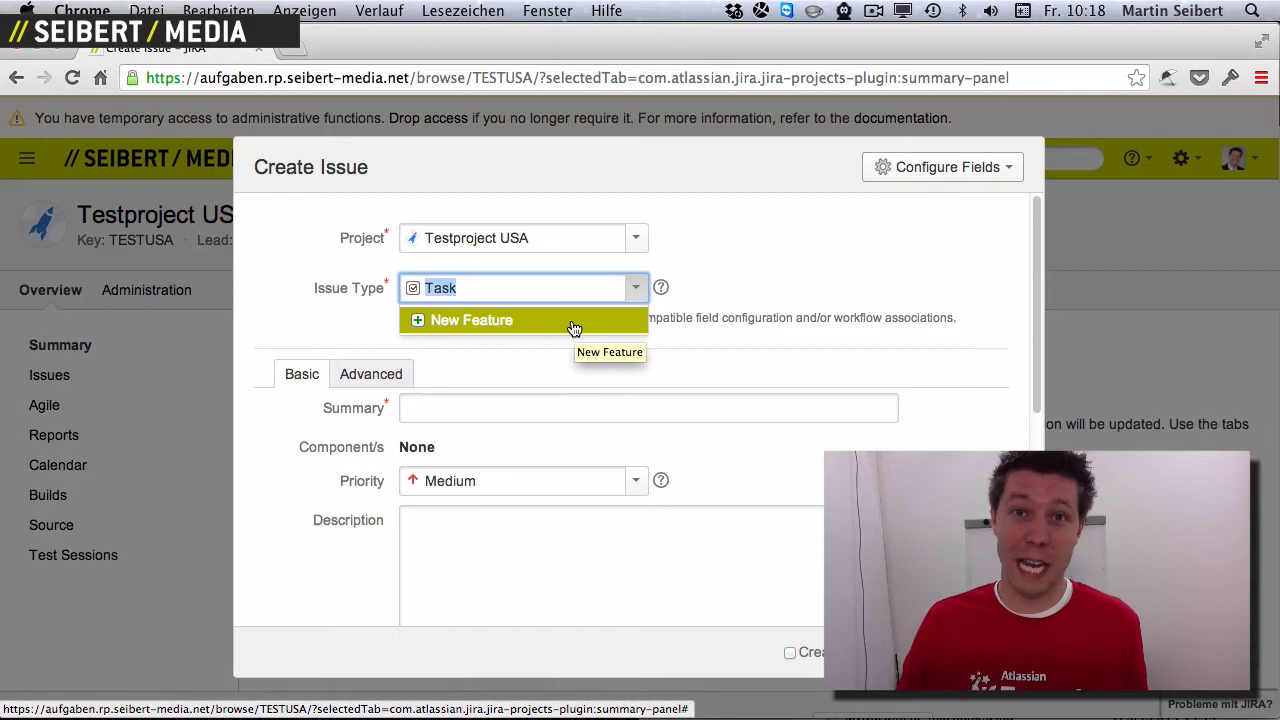 Chrome Datei Bearbeiten Anzeigen Verlauf Lesezeichen Fenster Hilfe Fr. 10:18 Martin Seibert
// SEIBERT / MEDIA
Create Issue - JIRA
https://aufgaben.rp.seibert-media.net/browse/TESTUSA/?selectedTab=com.atlassian.jira.jira-projects-plugin:summary-panel
You have temporary access to administrative functions. Drop access if you no longer require it. For more information, refer to the documentation.
// SEIBERT / MEDI
Create Issue
Configure Fields
Testproject US
Key: TESTUSA · Lead:
Project* Testproject USA
Issue Type* Task
Overview Administration
New Feature
mpatible field configuration and/or workflow associations.
New Feature
Summary
Issues
Agile
Reports
Calendar
Builds
Source
Test Sessions
Basic Advanced
Summary*
on will be updated. Use the tabs
Component/s None
Priority Medium
Description
Crea
Atlassian
https://aufgaben.rp.seibert-media.net/browse/TESTUSA/?selectedTab=com.atlassian.jira.jira-projects-plugin:summary-panel#
Probleme mit JIRA?